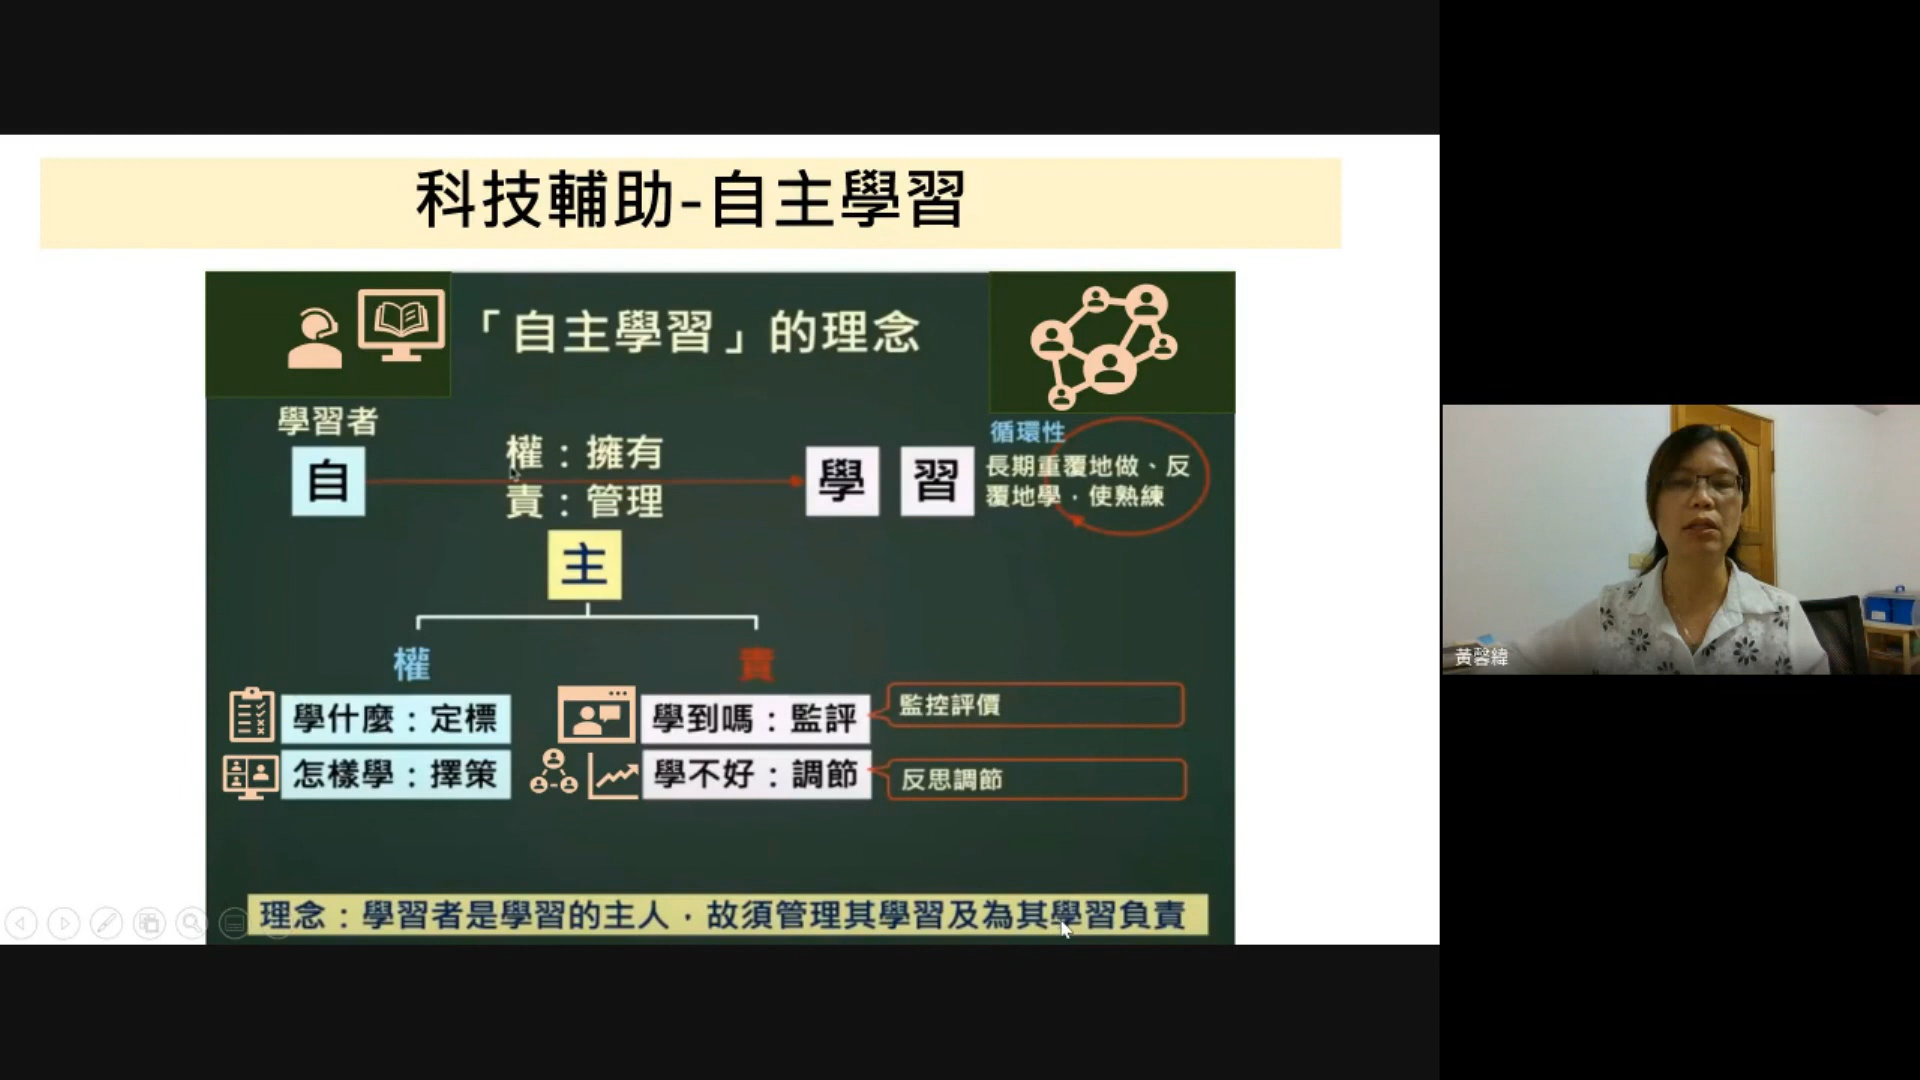 科技輔助-自主學習
「自主學習」的理念
學習者
自
權：擁有
責：管理
主
學習
循環性
長期重覆地做、反
覆地學，使熟練
權
責
學什麼：定標
怎樣學：擇策
學到嗎：監評
學不好：調節
監控評價
反思調節
理念：學習者是學習的主人，故須管理其學習及為其學習負責
黃馨緯